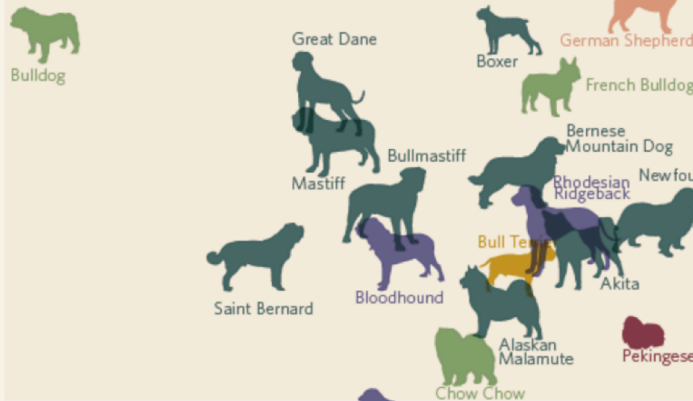 Great Dane
German Shepherd
Boxer
Bulldog
French Bulldog
Bernese
Mountain Dog
Bullmastiff
Mastiff
Rhodesian
Ridgeback
Newfou
Bull Terrier
Akita
Bloodhound
Saint Bernard
Alaskan
Malamute
Pekingese
Chow Chow